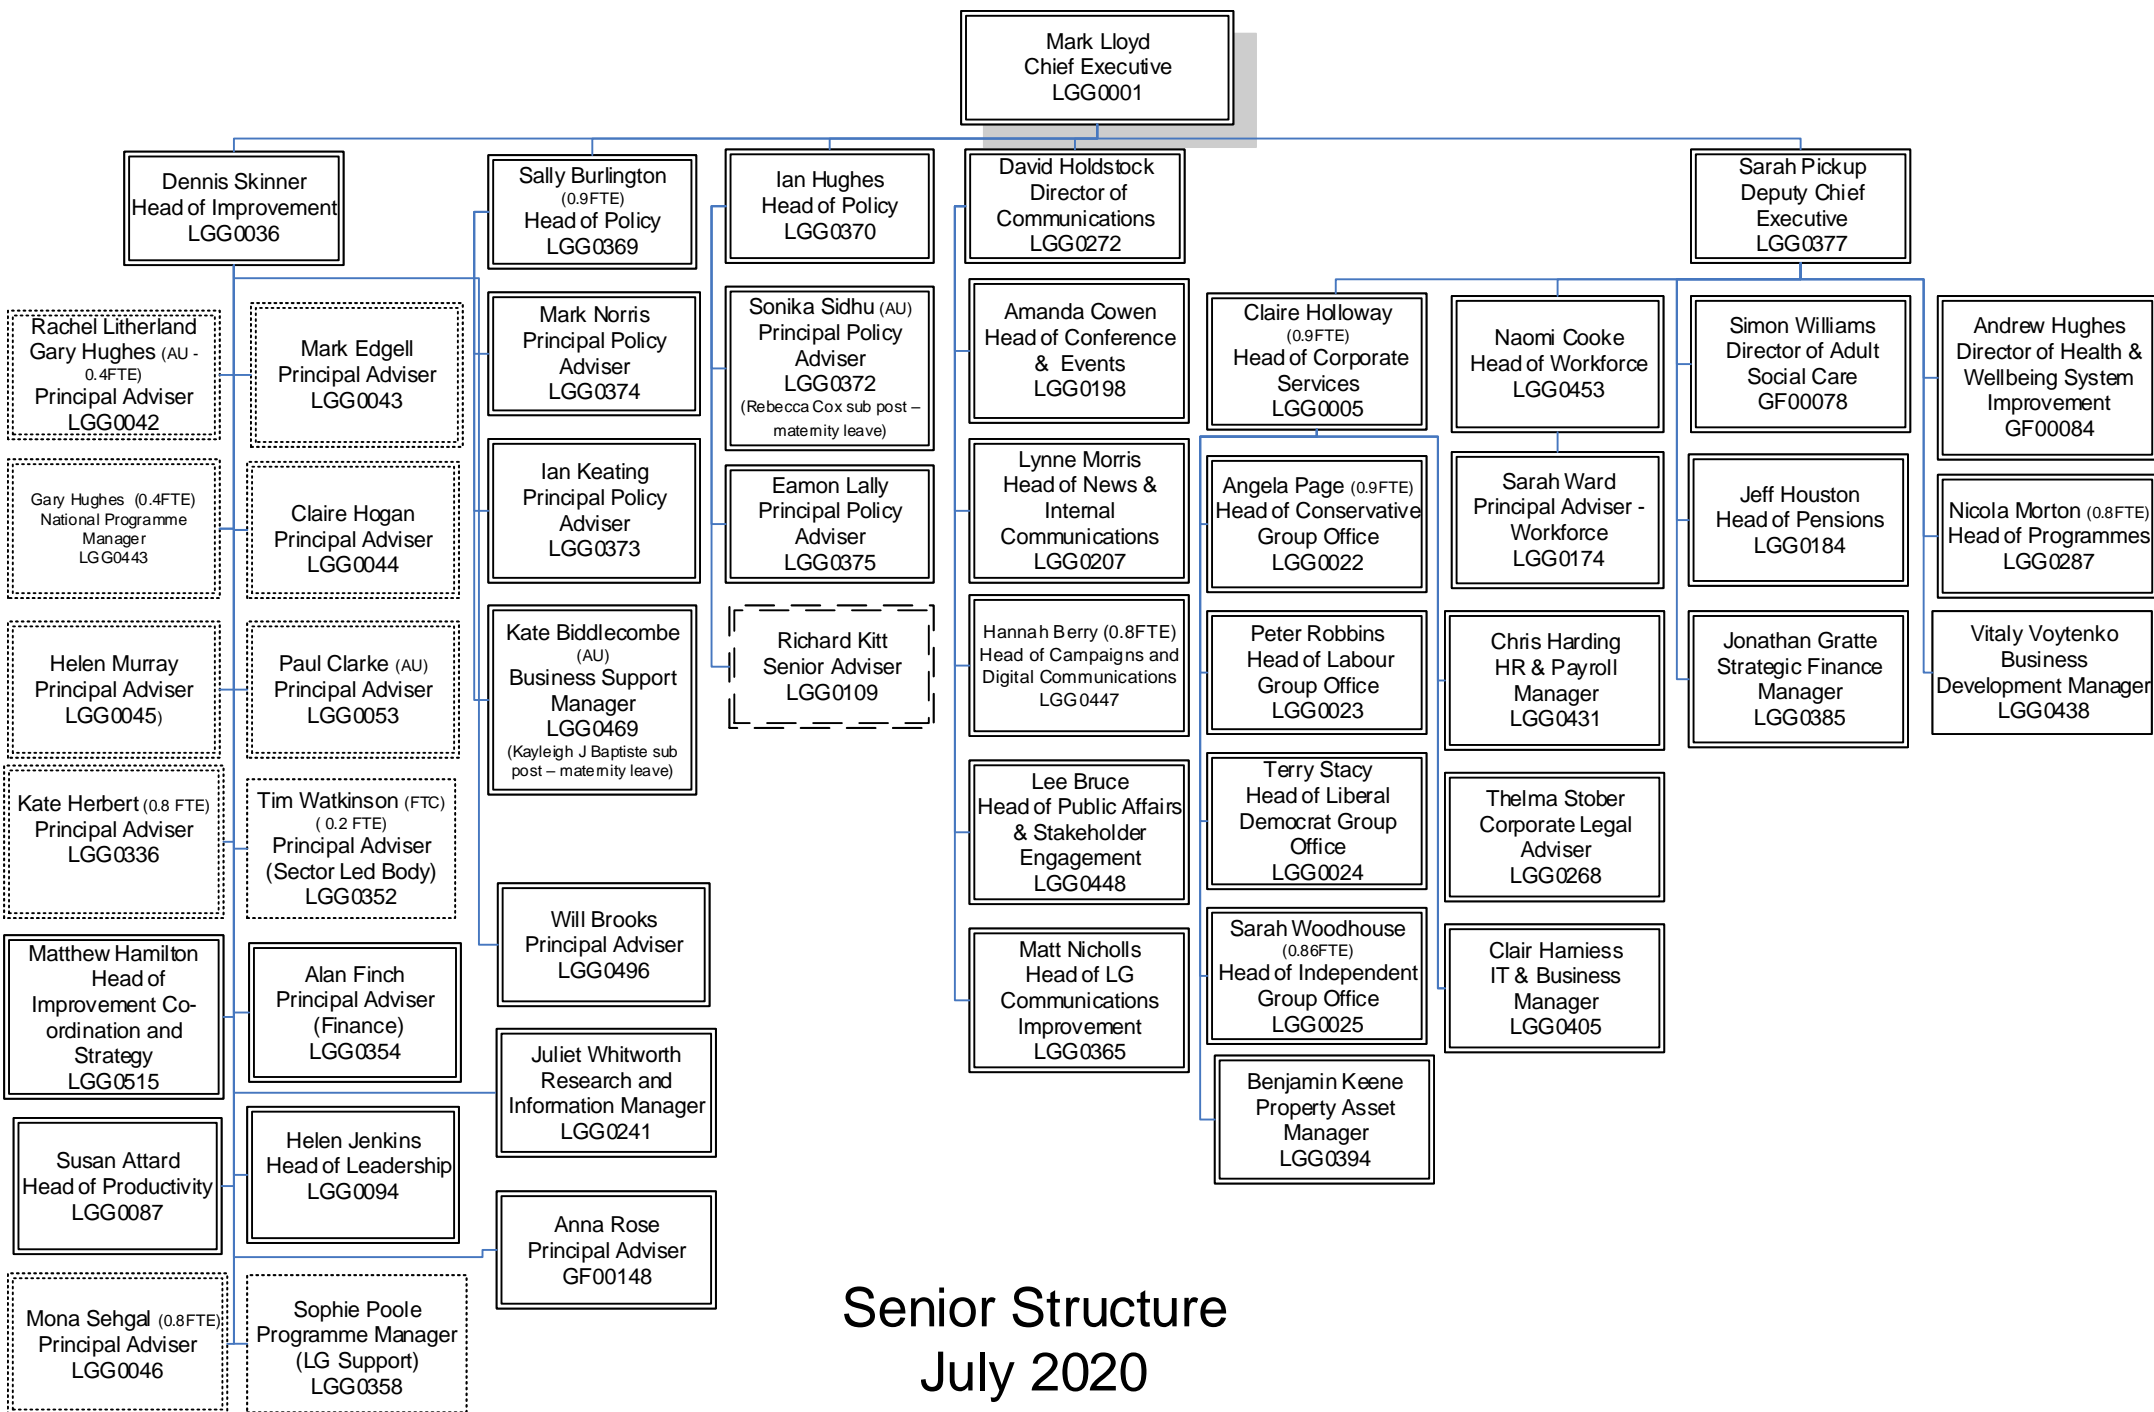 Mark Lloyd
Chief Executive
LGG0001
Dennis Skinner
Head of Improvement
LGG0036
Sally Burlington
(0.9FTE)
Head of Policy
LGG0369
Ian Hughes
Head of Policy
LGG0370
David Holdstock
Director of
Communications
LGG0272
Sarah Pickup
Deputy Chief
Executive
LGG0377
Rachel Litherland
Gary Hughes (AU -
0.4FTE)
Principal Adviser
LGG0042
Mark Edgell
Principal Adviser
LGG0043
Gary Hughes (0.4FTE)
National Programme
Manager
LGG0443
Claire Hogan
Principal Adviser
LGG0044
Helen Murray
Principal Adviser
LGG0045)
Paul Clarke (AU)
Principal Adviser
LGG0053
Kate Herbert (0.8 FTE)
Principal Adviser
LGG0336
Tim Watkinson (FTC)
( 0.2 FTE)
Principal Adviser
(Sector Led Body)
LGG0352
Matthew Hamilton
Head of
Improvement Co-
ordination and
Strategy
LGG0515
Alan Finch
Principal Adviser
(Finance)
LGG0354
Susan Attard
Head of Productivity
LGG0087
Helen Jenkins
Head of Leadership
LGG0094
Mona Sehgal (0.8FTE)
Principal Adviser
LGG0046
Sophie Poole
Programme Manager
(LG Support)
LGG0358
Mark Norris
Principal Policy
Adviser
LGG0374
Ian Keating
Principal Policy
Adviser
LGG0373
Kate Biddlecombe
(AU)
Business Support
Manager
LGG0469
(Kayleigh J Baptiste sub
post – maternity leave)
Will Brooks
Principal Adviser
LGG0496
Juliet Whitworth
Research and
Information Manager
LGG0241
Anna Rose
Principal Adviser
GF00148
Sonika Sidhu (AU)
Principal Policy
Adviser
LGG0372
(Rebecca Cox sub post –
maternity leave)
Eamon Lally
Principal Policy
Adviser
LGG0375
Richard Kitt
Senior Adviser
LGG0109
Amanda Cowen
Head of Conference
& Events
LGG0198
Lynne Morris
Head of News &
Internal
Communications
LGG0207
Hannah Berry (0.8FTE)
Head of Campaigns and
Digital Communications
LGG0447
Lee Bruce
Head of Public Affairs
& Stakeholder
Engagement
LGG0448
Matt Nicholls
Head of LG
Communications
Improvement
LGG0365
Claire Holloway
(0.9FTE)
Head of Corporate
Services
LGG0005
Angela Page (0.9FTE)
Head of Conservative
Group Office
LGG0022
Peter Robbins
Head of Labour
Group Office
LGG0023
Terry Stacy
Head of Liberal
Democrat Group
Office
LGG0024
Sarah Woodhouse
(0.86FTE)
Head of Independent
Group Office
LGG0025
Benjamin Keene
Property Asset
Manager
LGG0394
Naomi Cooke
Head of Workforce
LGG0453
Sarah Ward
Principal Adviser -
Workforce
LGG0174
Chris Harding
HR & Payroll
Manager
LGG0431
Thelma Stober
Corporate Legal
Adviser
LGG0268
Clair Harniess
IT & Business
Manager
LGG0405
Simon Williams
Director of Adult
Social Care
GF00078
Jeff Houston
Head of Pensions
LGG0184
Jonathan Gratte
Strategic Finance
Manager
LGG0385
Andrew Hughes
Director of Health &
Wellbeing System
Improvement
GF00084
Nicola Morton (0.8FTE)
Head of Programmes
LGG0287
Vitaly Voytenko
Business
Development Manager
LGG0438
Senior Structure
July 2020